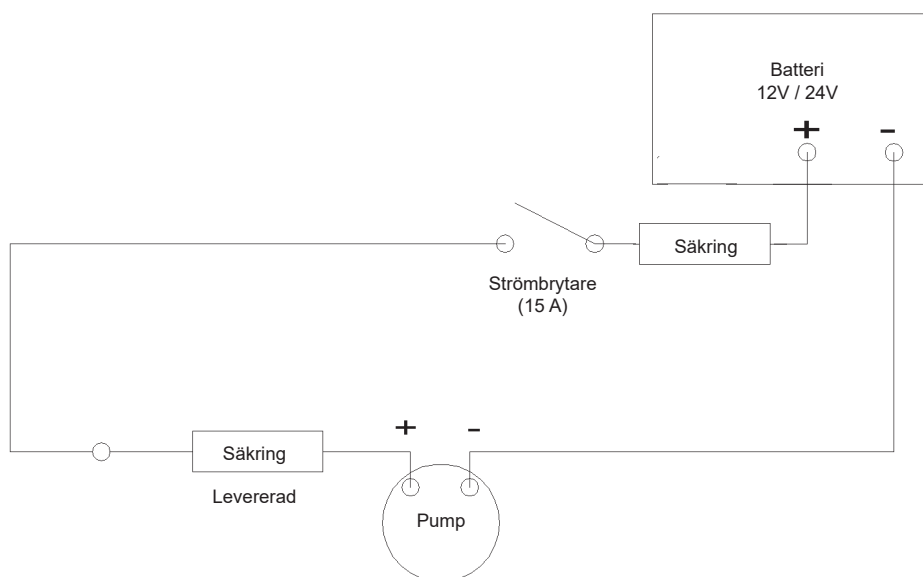 Batteri
12V / 24V
+ -
Säkring
Strömbrytare
(15 A)
+ -
Säkring
Levererad
Pump